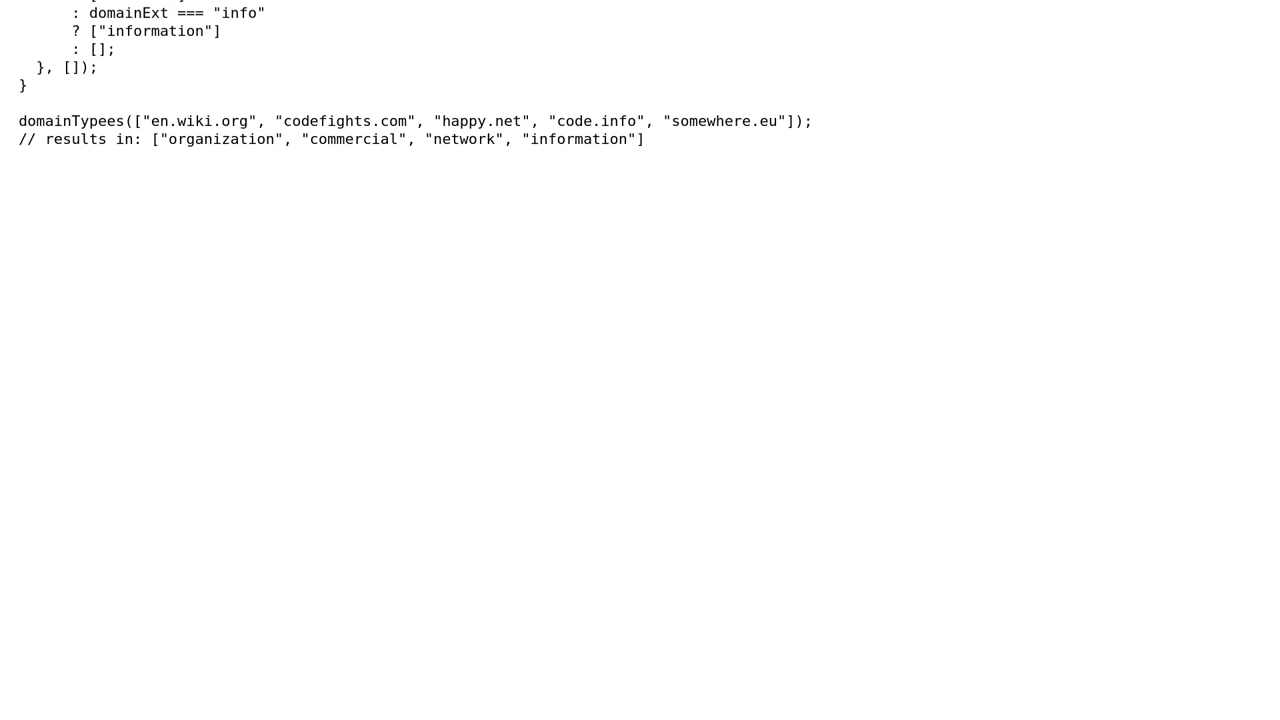 : domainExt === "info"
? ["information"]
: [];
}, []);
}
domainTypees(["en.wiki.org", "codefights.com", "happy.net", "code.info", "somewhere.eu"]);
// results in: ["organization", "commercial", "network", "information"]